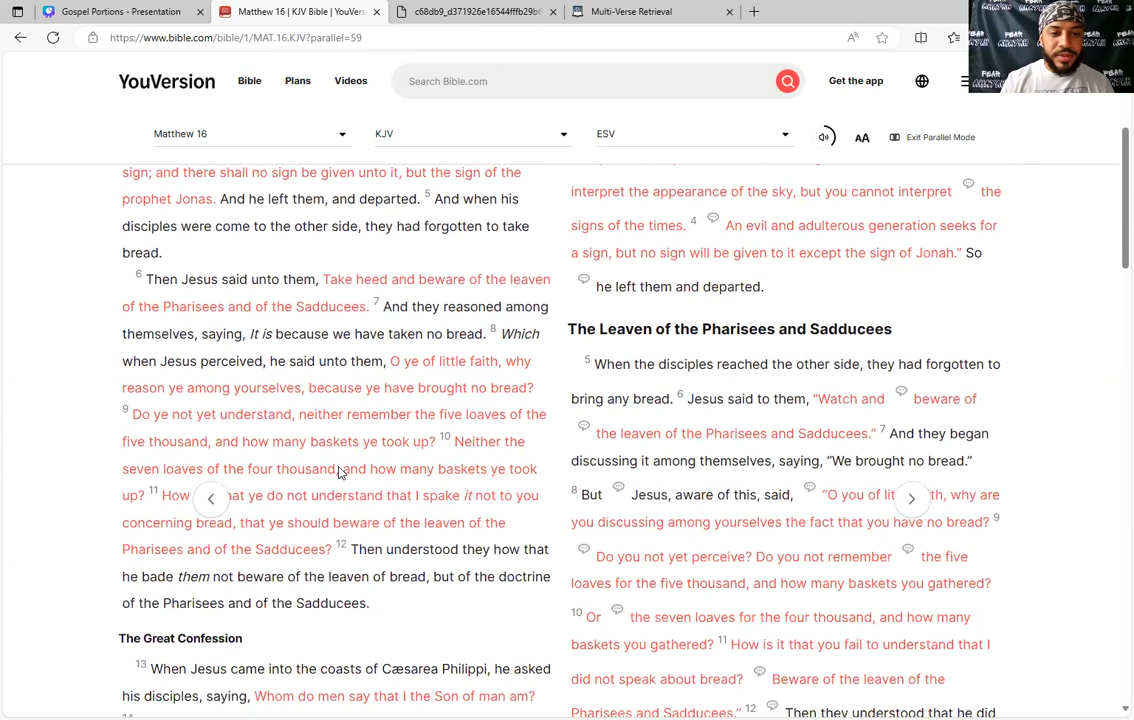 Gospel Portions - Presentation
Matthew 16 | KJV Bible | YouVers
c68db9_d371926e16544fffb29b6
Multi-Verse Retrieval
https://www.bible.com/bible/1/MAT.16.KJV?parallel=59
YouVersion
Bible
Plans
Videos
Search Bible.com
Get the app
Matthew 16
KJV
ESV
AA
Exit Parallel Mode
sign; and there shall no sign be given unto it, but the sign of the
prophet Jonas. And he left them, and departed. 5 And when his
disciples were come to the other side, they had forgotten to take
bread.
6 Then Jesus said unto them, Take heed and beware of the leaven
of the Pharisees and of the Sadducees. 7 And they reasoned among
themselves, saying, It is because we have taken no bread. 8 Which
when Jesus perceived, he said unto them, O ye of little faith, why
reason ye among yourselves, because ye have brought no bread?
9 Do ye not yet understand, neither remember the five loaves of the
five thousand, and how many baskets ye took up? 10 Neither the
seven loaves of the four thousand, and how many baskets ye took
up? 11 How at ye do not understand that I spake it not to you
concerning bread, that ye should beware of the leaven of the
Pharisees and of the Sadducees? 12 Then understood they how that
he bade them not beware of the leaven of bread, but of the doctrine
of the Pharisees and of the Sadducees.
The Great Confession
13 When Jesus came into the coasts of Cæsarea Philippi, he asked
his disciples, saying, Whom do men say that I the Son of man am?
14
interpret the appearance of the sky, but you cannot interpret the
signs of the times. 4 An evil and adulterous generation seeks for
a sign, but no sign will be given to it except the sign of Jonah.” So
he left them and departed.
The Leaven of the Pharisees and Sadducees
5 When the disciples reached the other side, they had forgotten to
bring any bread. 6 Jesus said to them, “Watch and beware of
the leaven of the Pharisees and Sadducees.” 7 And they began
discussing it among themselves, saying, “We brought no bread.”
8 But Jesus, aware of this, said, “O you of lit th, why are
you discussing among yourselves the fact that you have no bread? 9
Do you not yet perceive? Do you not remember the five
loaves for the five thousand, and how many baskets you gathered?
10 Or the seven loaves for the four thousand, and how many
baskets you gathered? 11 How is it that you fail to understand that I
did not speak about bread? Beware of the leaven of the
Pharisees and Sadducees.” 12 Then they understood that he did